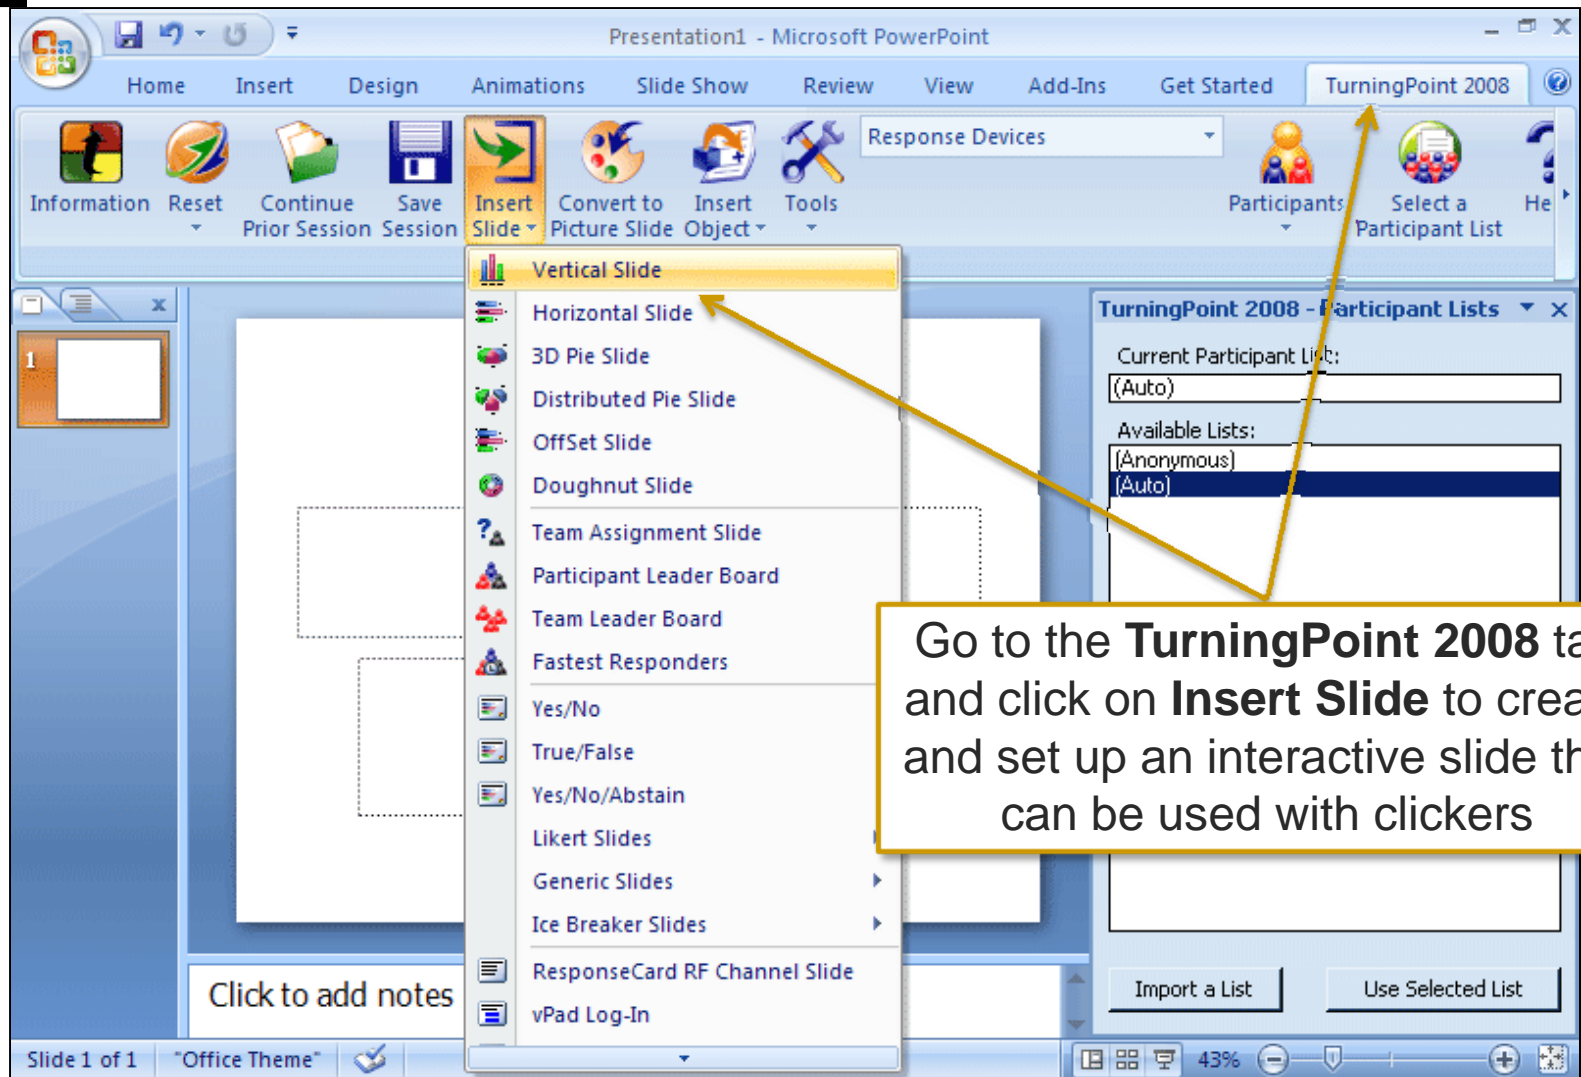 Presentation1 - Microsoft PowerPoint
Home Insert Design Animations Slide Show Review View Add-Ins Get Started TurningPoint 2008
Response Devices
Information Reset Continue Prior Session Save Session Insert Slide Convert to Picture Slide Insert Object Tools Participants Select a Participant List He
Vertical Slide
Horizontal Slide
3D Pie Slide
Distributed Pie Slide
OffSet Slide
Doughnut Slide
Team Assignment Slide
Participant Leader Board
Team Leader Board
Fastest Responders
Yes/No
True/False
Yes/No/Abstain
Likert Slides
Generic Slides
Ice Breaker Slides
ResponseCard RF Channel Slide
vPad Log-In
1
TurningPoint 2008 - Participant Lists
Current Participant List:
(Auto)
Available Lists:
(Anonymous)
(Auto)
Go to the TurningPoint 2008 ta
and click on Insert Slide to crea
and set up an interactive slide th
can be used with clickers
Import a List Use Selected List
Click to add notes
Slide 1 of 1 "Office Theme" 43%